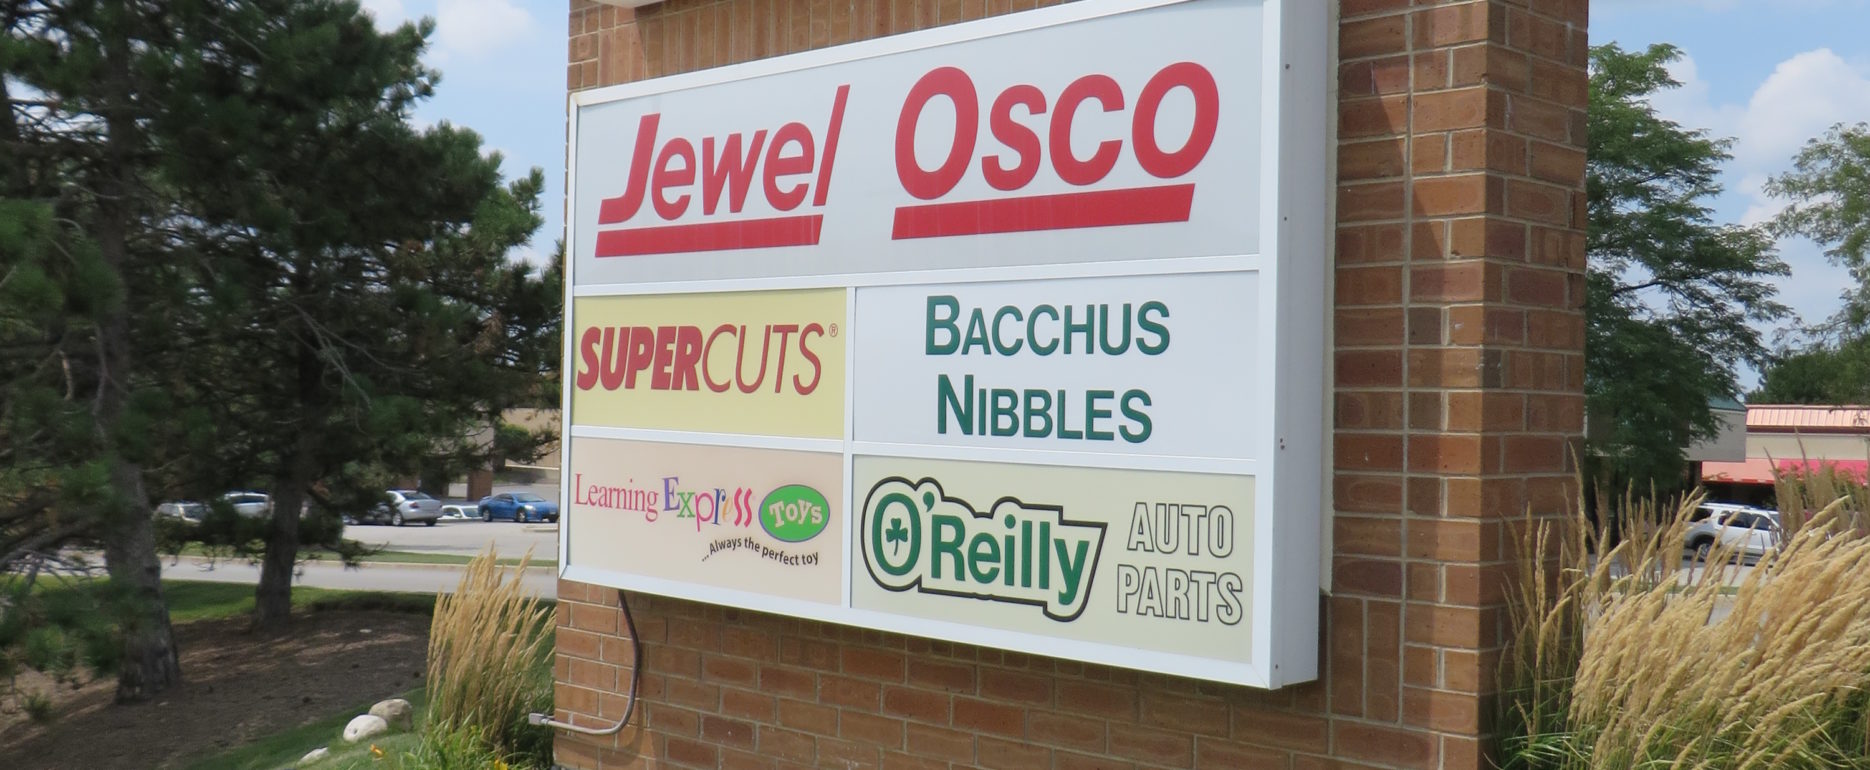 Jewel Osco
SUPERCUTS®
BACCHUS
NIBBLES
Learning Express Toys
...Always the perfect toy
O'Reilly AUTO
PARTS